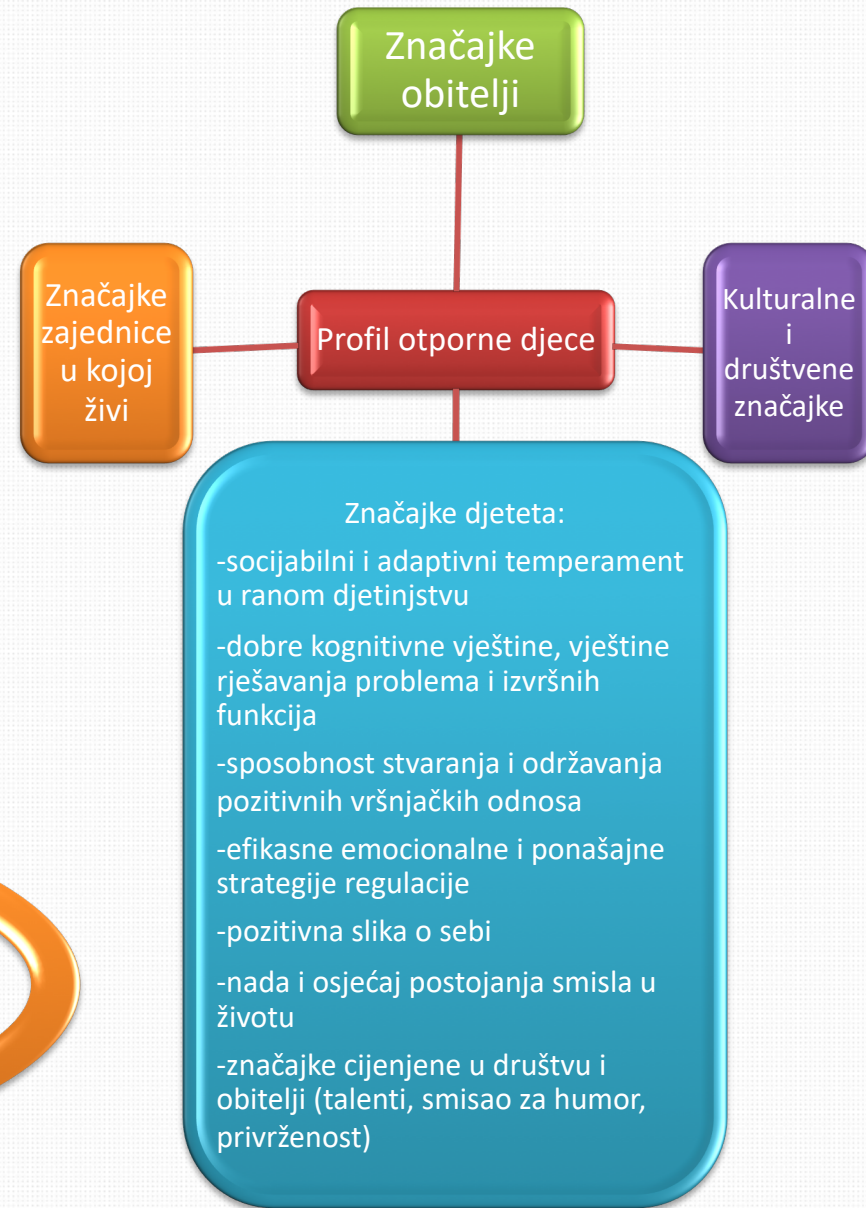 Značajke
obitelji
Značajke
zajednice
u kojoj
živi
Profil otporne djece
Kulturalne
i
društvene
značajke
Značajke djeteta:
-socijabilni i adaptivni temperament
u ranom djetinjstvu
-dobre kognitivne vještine, vještine
rješavanja problema i izvršnih
funkcija
-sposobnost stvaranja i održavanja
pozitivnih vršnjačkih odnosa
-efikasne emocionalne i ponašajne
strategije regulacije
-pozitivna slika o sebi
-nada i osjećaj postojanja smisla u
životu
-značajke cijenjene u društvu i
obitelji (talenti, smisao za humor,
privrženost)